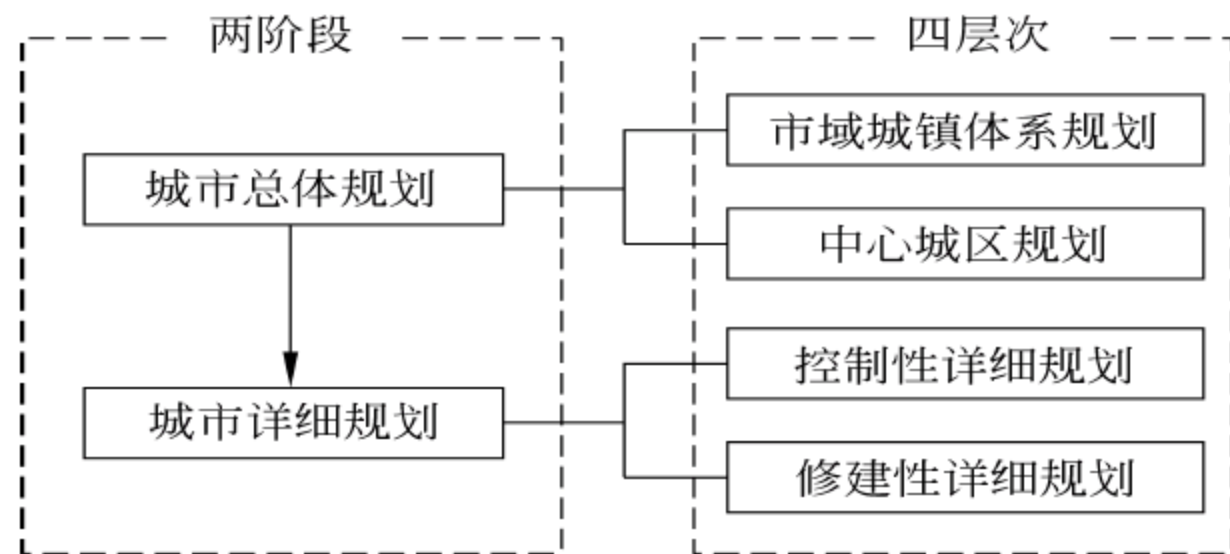 两阶段
城市总体规划
城市详细规划
四层次
市域城镇体系规划
中心城区规划
控制性详细规划
修建性详细规划